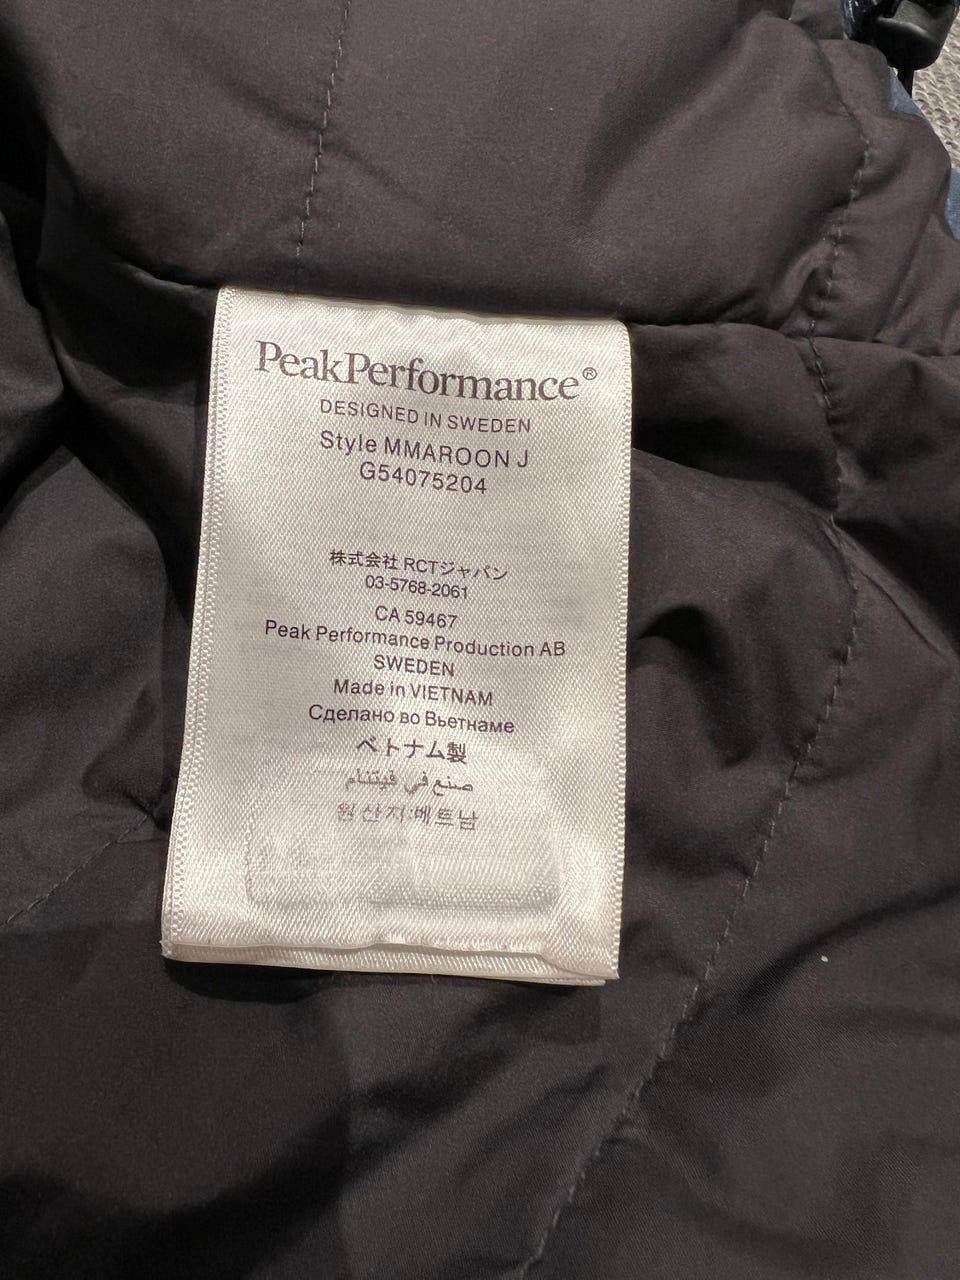 PeakPerformance®
DESIGNED IN SWEDEN
Style MMAROON J
G54075204
株式会社 RCTジャパン
03-5768-2061
CA 59467
Peak Performance Production AB
SWEDEN
Made in VIETNAM
Сделано во Вьетнаме
ベトナム製
صنع في فيتنام
원산지:베트남